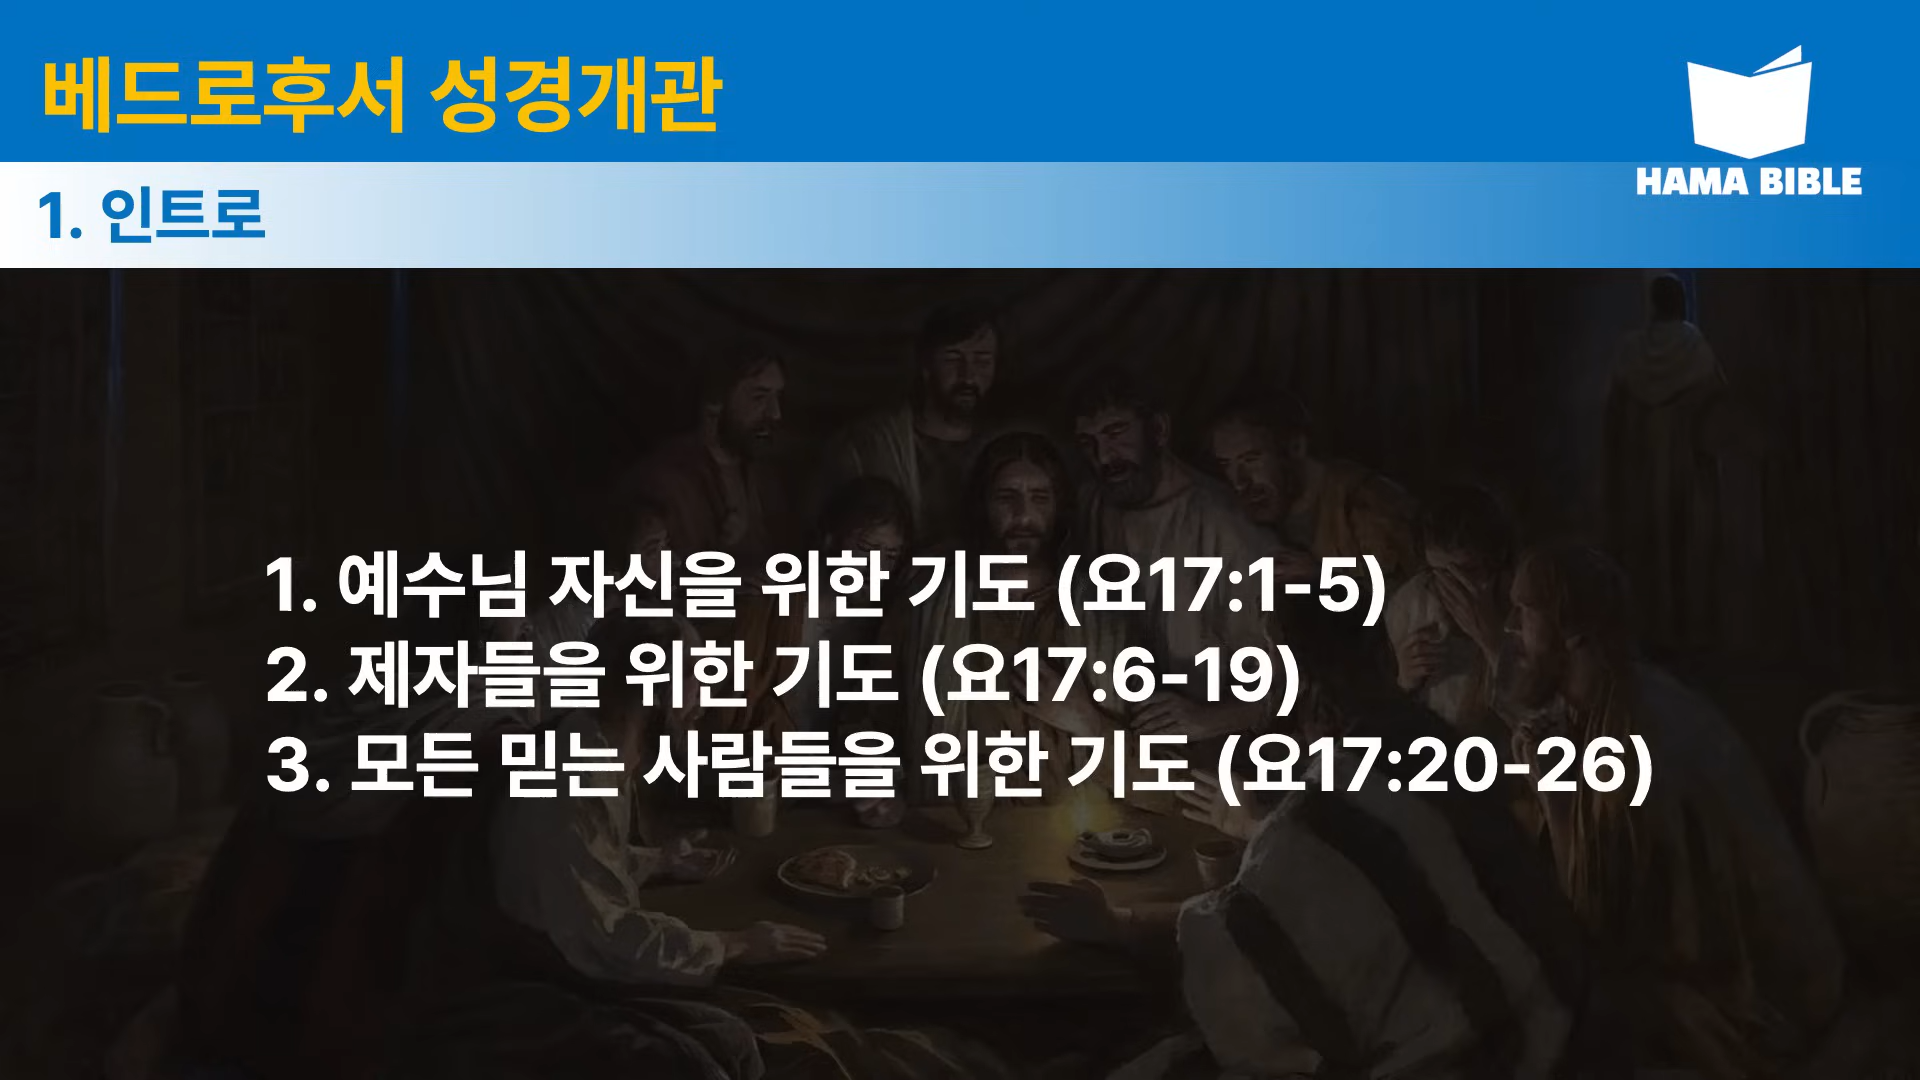 베드로후서 성경개관
HAMA BIBLE
1. 인트로
1. 예수님 자신을 위한 기도 (요17:1-5)
2. 제자들을 위한 기도 (요17:6-19)
3. 모든 믿는 사람들을 위한 기도 (요17:20-26)